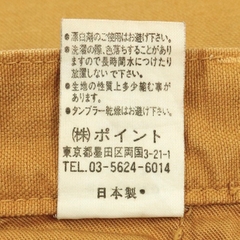 ●漂白剤のご使用はお避け下さい。
●洗濯の際、色落ちすることがあり
ますので長時間水につけたり
放置しないで下さい。
●生地の性質上多少縮む事が
あります。
●タンブラー乾燥はお避け下さい。
㈱ポイント
東京都墨田区両国3-21-1
TEL.03-5624-6014
日本製●